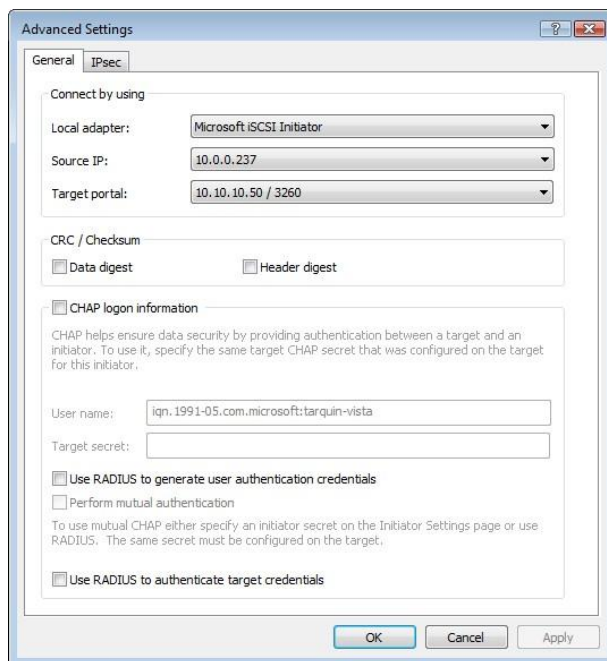 Advanced Settings
General
IPsec
Connect by using
Local adapter:
Microsoft iSCSI Initiator
Source IP:
10.0.0.237
Target portal:
10.10.10.50 / 3260
CRC / Checksum
Data digest
Header digest
CHAP logon information
CHAP helps ensure data security by providing authentication between a target and an
initiator. To use it, specify the same target CHAP secret that was configured on the target
for this initiator.
User name:
iqn.1991-05.com.microsoft:tarquin-vista
Target secret:
Use RADIUS to generate user authentication credentials
Perform mutual authentication
To use mutual CHAP either specify an initiator secret on the Initiator Settings page or use
RADIUS. The same secret must be configured on the target.
Use RADIUS to authenticate target credentials
OK
Cancel
Apply